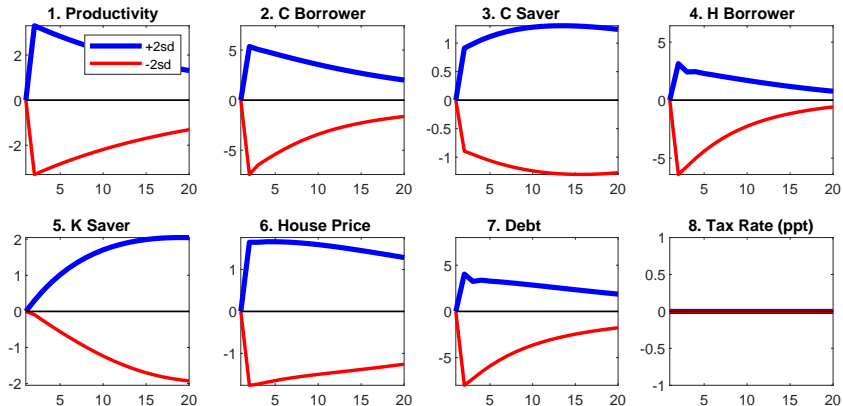 1. Productivity
2
0
-2
5 10 15 20
+2sd
-2sd
2. C Borrower
5
0
-5
5 10 15 20
3. C Saver
1
0.5
0
-0.5
-1
5 10 15 20
4. H Borrower
5
0
-5
5 10 15 20
5. K Saver
2
1
0
-1
-2
5 10 15 20
6. House Price
1
0
-1
5 10 15 20
7. Debt
5
0
-5
5 10 15 20
8. Tax Rate (ppt)
1
0.5
0
-0.5
-1
5 10 15 20